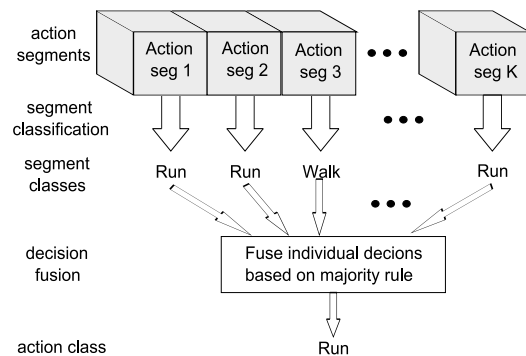 action
segments
Action
seg 1
Action
seg 2
Action
seg 3
Action
seg K
segment
classification
segment
classes
Run
Run
Walk
Run
decision
fusion
Fuse individual decions
based on majority rule
action class
Run